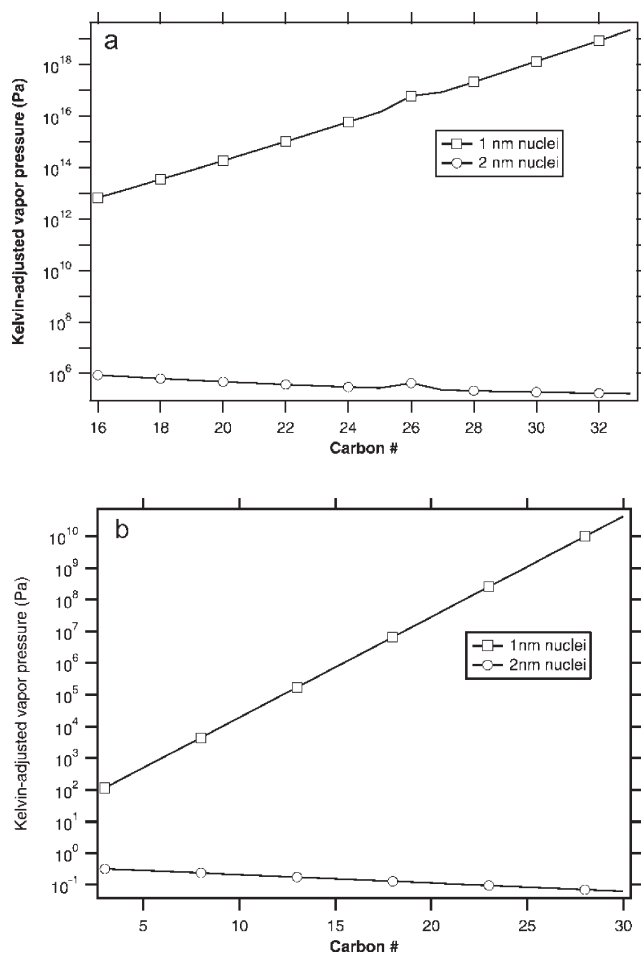 a
Kelvin-adjusted vapor pressure (Pa)
10^18
10^16
10^14
10^12
10^10
10^8
10^6
1 nm nuclei
2 nm nuclei
16 18 20 22 24 26 28 30 32
Carbon #
b
Kelvin-adjusted vapor pressure (Pa)
10^10
10^9
10^8
10^7
10^6
10^5
10^4
10^3
10^2
10^1
10^0
10^-1
1nm nuclei
2nm nuclei
5 10 15 20 25 30
Carbon #